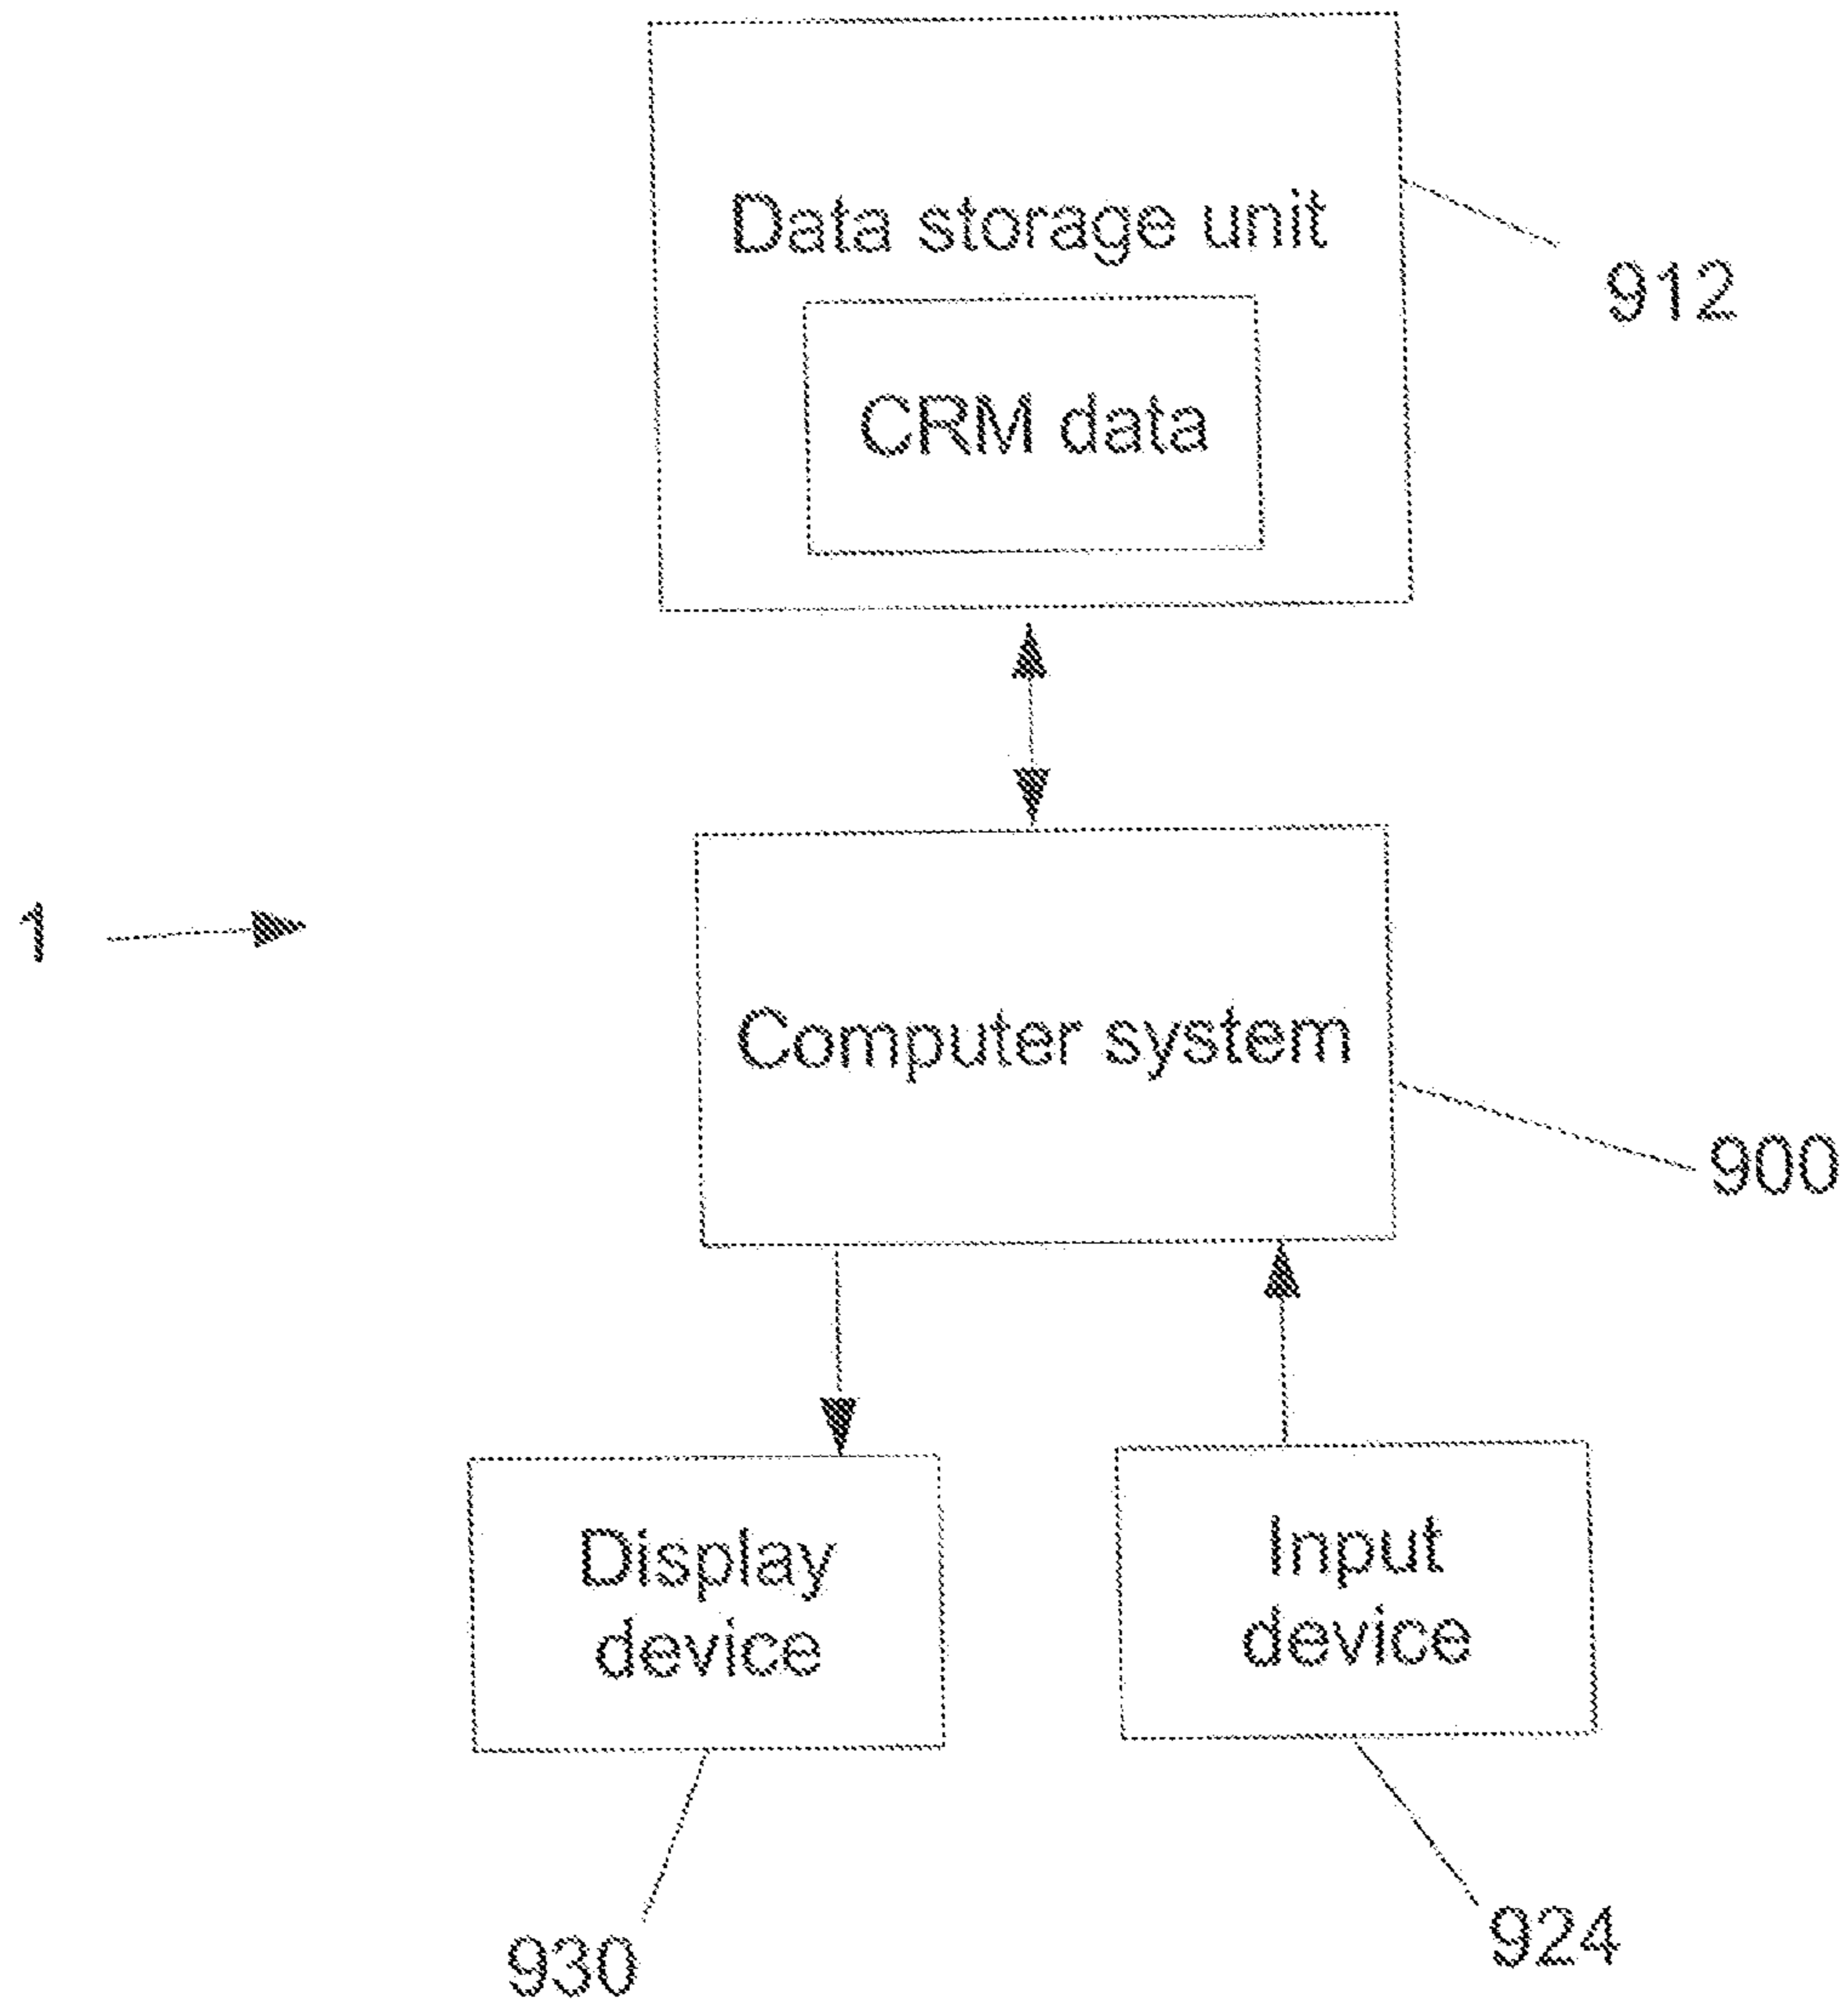 Data storage unit
912
CRM data
1
Computer system
900
Display
device
Input
device
930
924